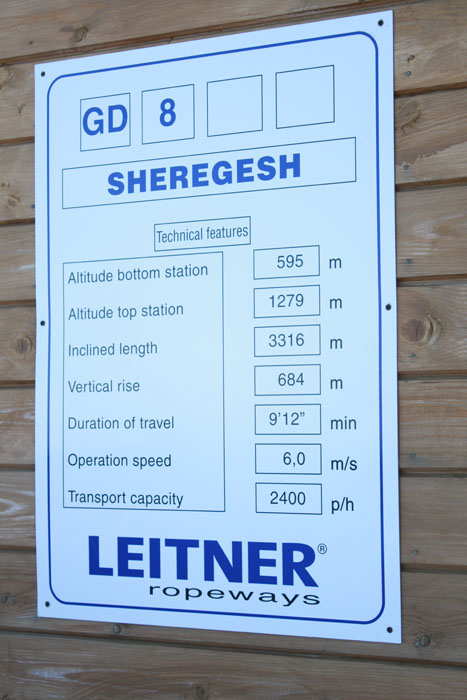 GD 8
SHEREGESH
Technical features
Altitude bottom station 595 m
Altitude top station 1279 m
Inclined length 3316 m
Vertical rise 684 m
Duration of travel 9'12" min
Operation speed 6,0 m/s
Transport capacity 2400 p/h
LEITNER®
ropeways